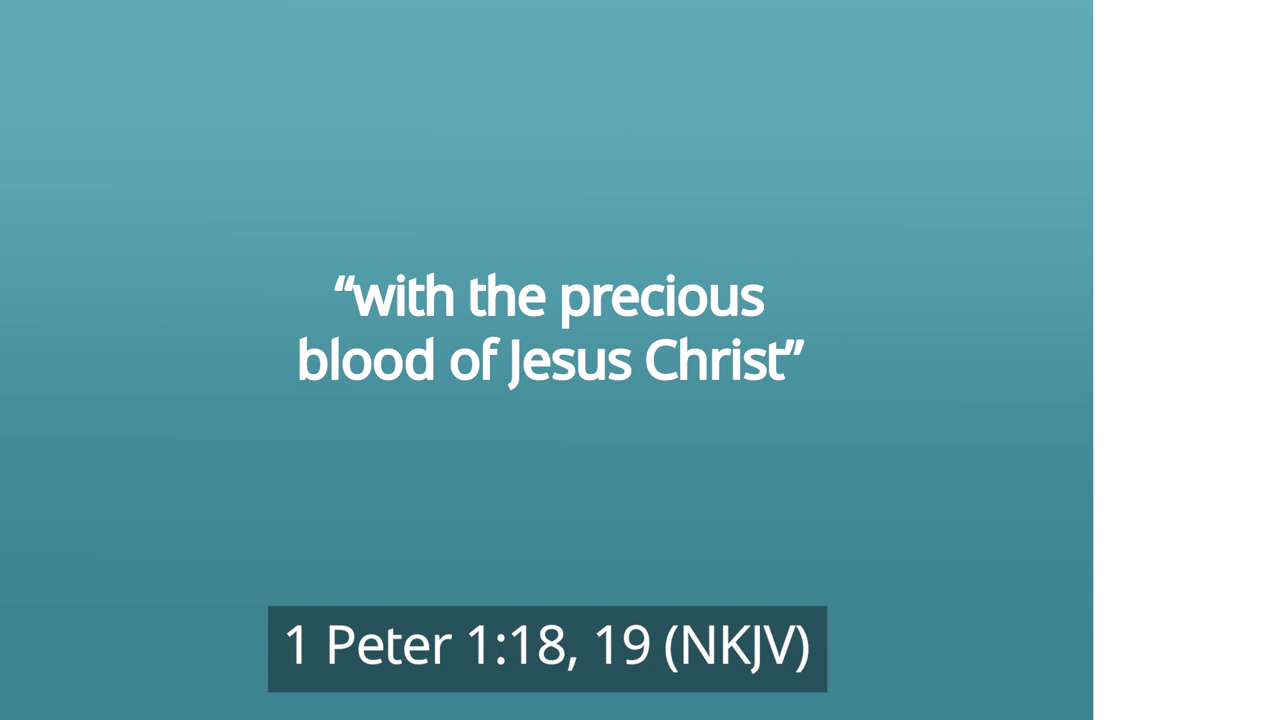 “with the precious
blood of Jesus Christ”
1 Peter 1:18, 19 (NKJV)